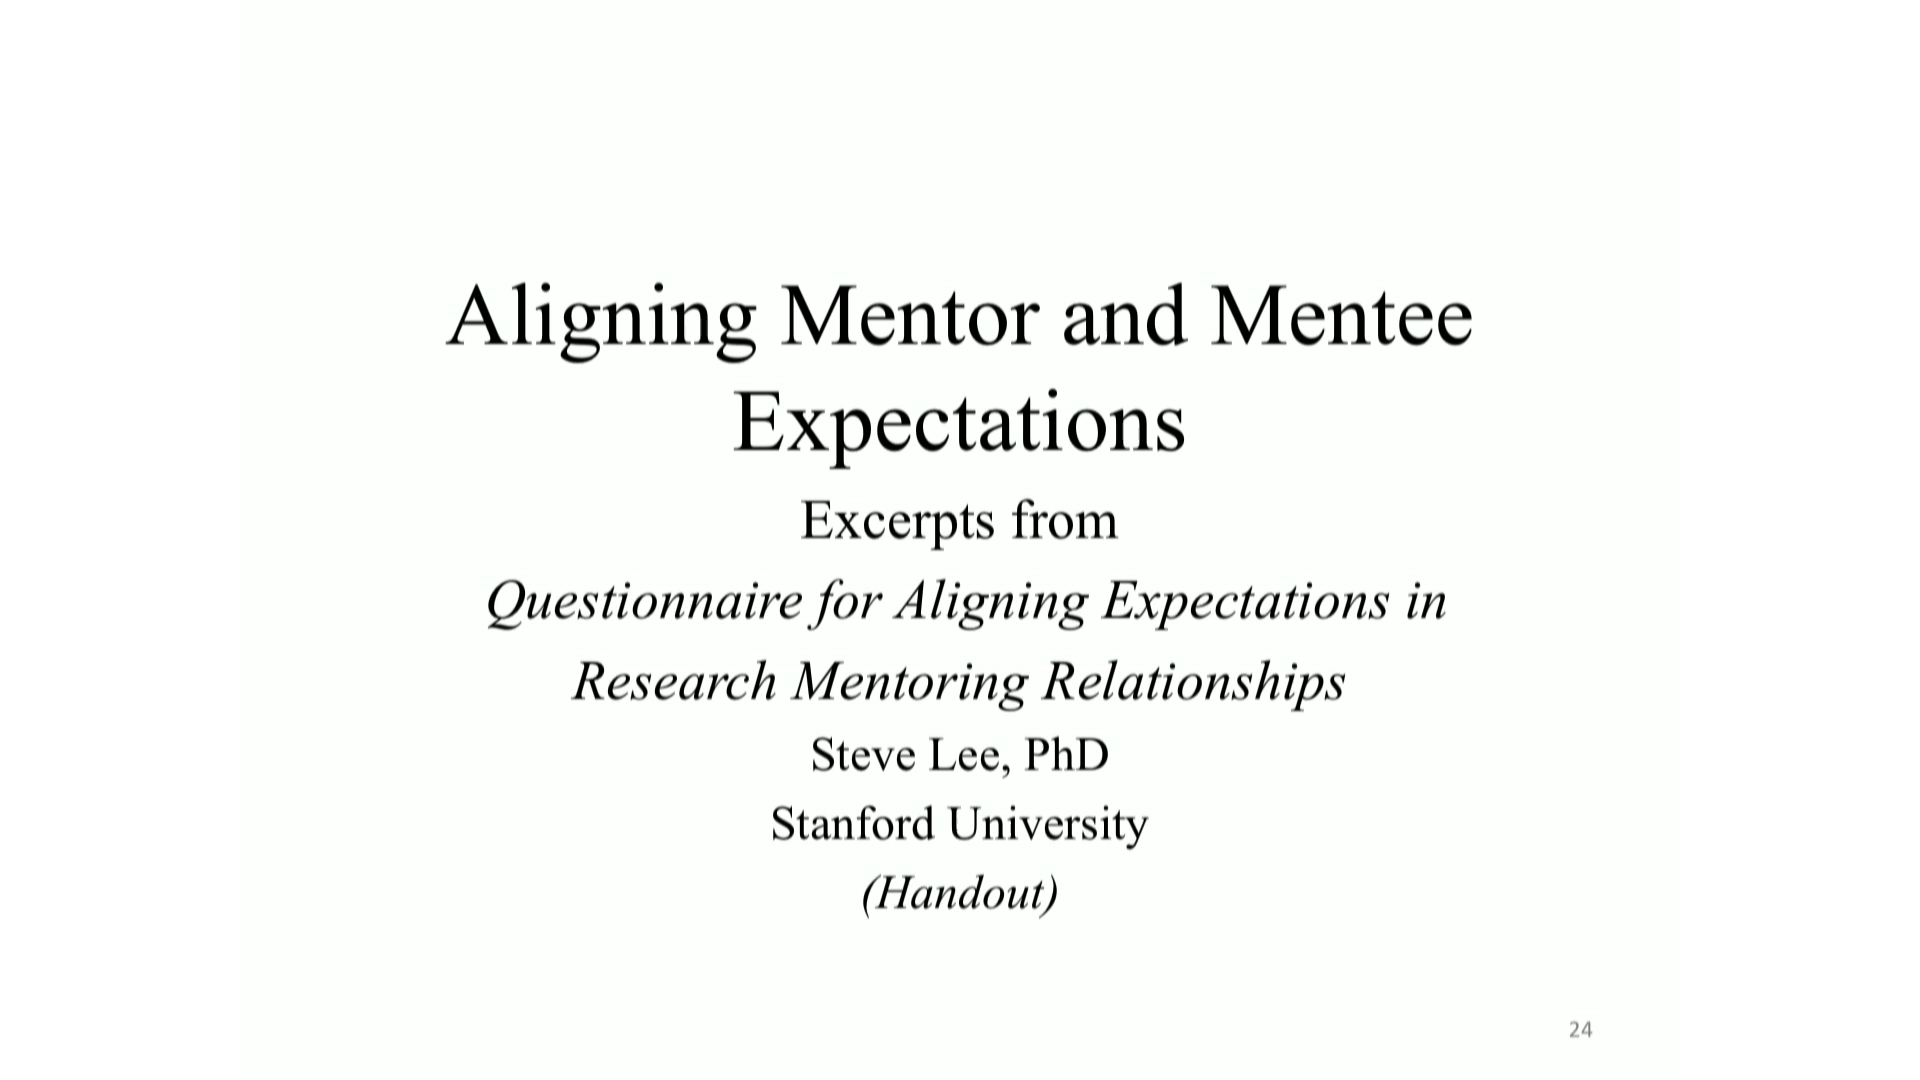 Aligning Mentor and Mentee
Expectations
Excerpts from
Questionnaire for Aligning Expectations in
Research Mentoring Relationships
Steve Lee, PhD
Stanford University
(Handout)
24